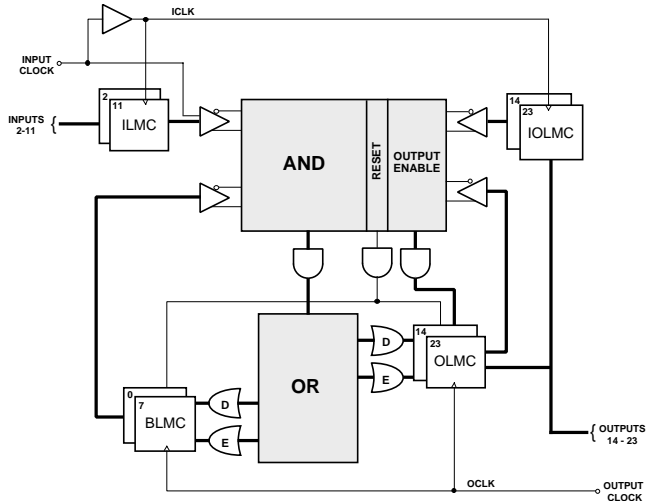 ICLK
INPUT
CLOCK
2
11
ILMC
INPUTS
2-11
AND
RESET
OUTPUT
ENABLE
14
23
IOLMC
OR
D
E
14
23
OLMC
0
7
BLMC
D
E
OUTPUTS
14 - 23
OCLK
OUTPUT
CLOCK